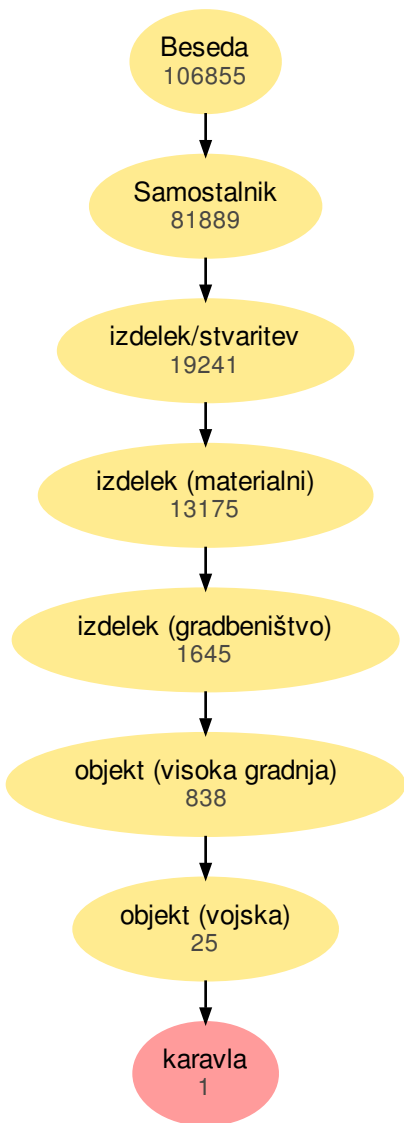 Beseda
106855
Samostalnik
81889
izdelek/stvaritev
19241
izdelek (materialni)
13175
izdelek (gradbeništvo)
1645
objekt (visoka gradnja)
838
objekt (vojska)
25
karavla
1